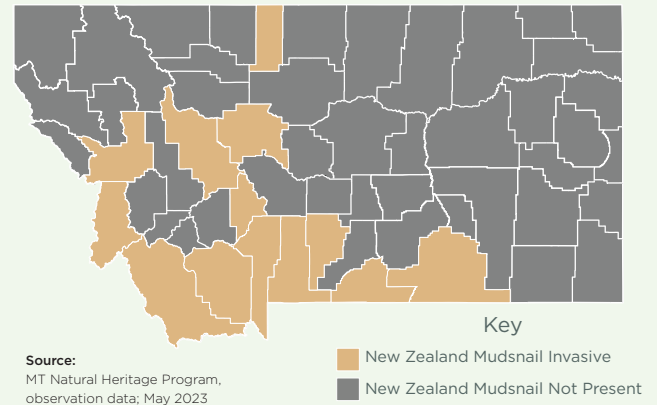 Key
New Zealand Mudsnail Invasive
New Zealand Mudsnail Not Present
Source:
MT Natural Heritage Program,
observation data; May 2023